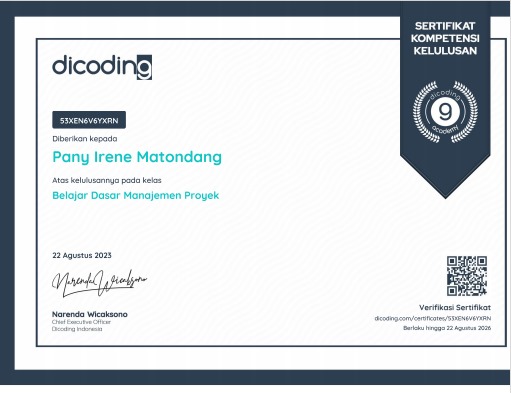 SERTIFIKAT
KOMPETENSI
KELULUSAN
dicoding
dicoding
9
academy
53XEN6V6YXRN
Diberikan kepada
Pany Irene Matondang
Atas kelulusannya pada kelas
Belajar Dasar Manajemen Proyek
22 Agustus 2023
Narenda Wicaksono
Narenda Wicaksono
Chief Executive Officer
Dicoding Indonesia
Verifikasi Sertifikat
dicoding.com/certificates/53XEN6V6YXRN
Berlaku hingga 22 Agustus 2026